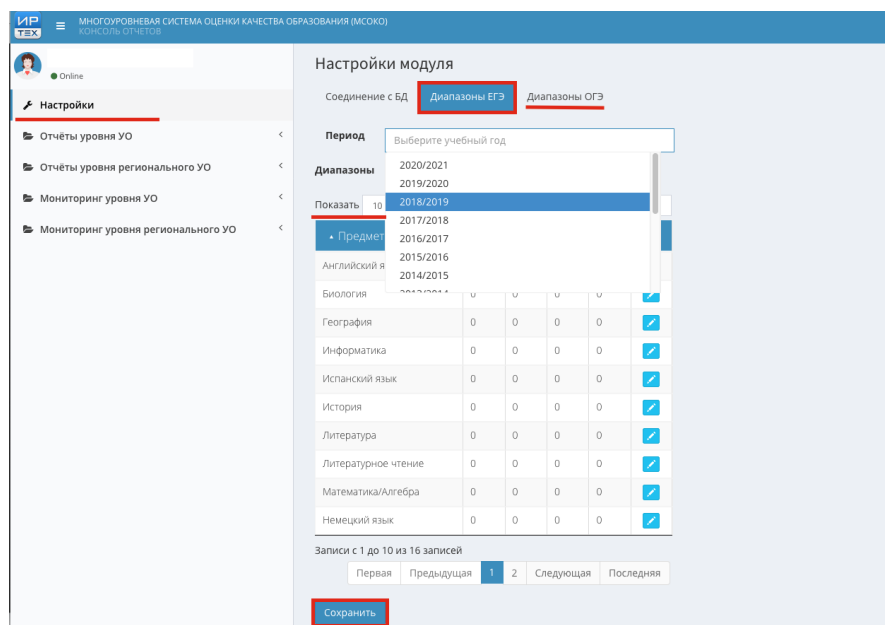 ИР
ТЕХ
МНОГОУРОВНЕВАЯ СИСТЕМА ОЦЕНКИ КАЧЕСТВА ОБРАЗОВАНИЯ (МСОКО)
КОНСОЛЬ ОТЧЕТОВ
Online
Настройки
Отчёты уровня УО
Отчёты уровня регионального УО
Мониторинг уровня УО
Мониторинг уровня регионального УО
Настройки модуля
Соединение с БД Диапазоны ЕГЭ Диапазоны ОГЭ
Период Выберите учебный год
2020/2021
2019/2020
2018/2019
2017/2018
2016/2017
2015/2016
2014/2015
Диапазоны
Показать 10
Предмет
Английский я
Биология 0 0 0 0
География 0 0 0 0
Информатика 0 0 0 0
Испанский язык 0 0 0 0
История 0 0 0 0
Литература 0 0 0 0
Литературное чтение 0 0 0 0
Математика/Алгебра 0 0 0 0
Немецкий язык 0 0 0 0
Записи с 1 до 10 из 16 записей
Первая Предыдущая 1 2 Следующая Последняя
Сохранить